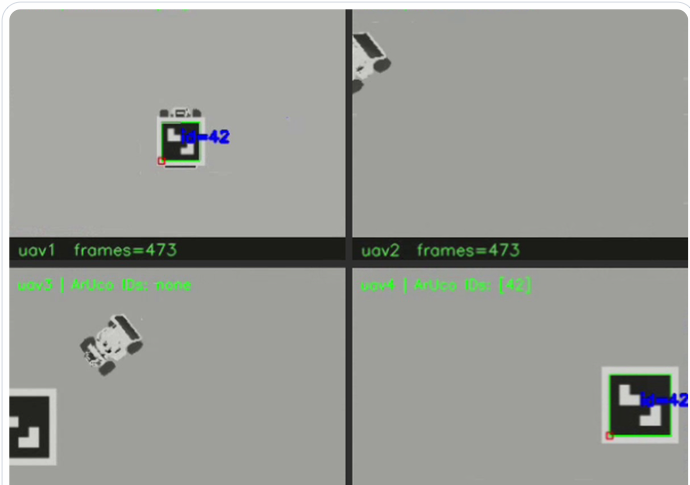 id=42
uav1 frames=473
uav2 frames=473
uav3 | ArUco IDs: none
uav4 | ArUco IDs: [42]
id=42